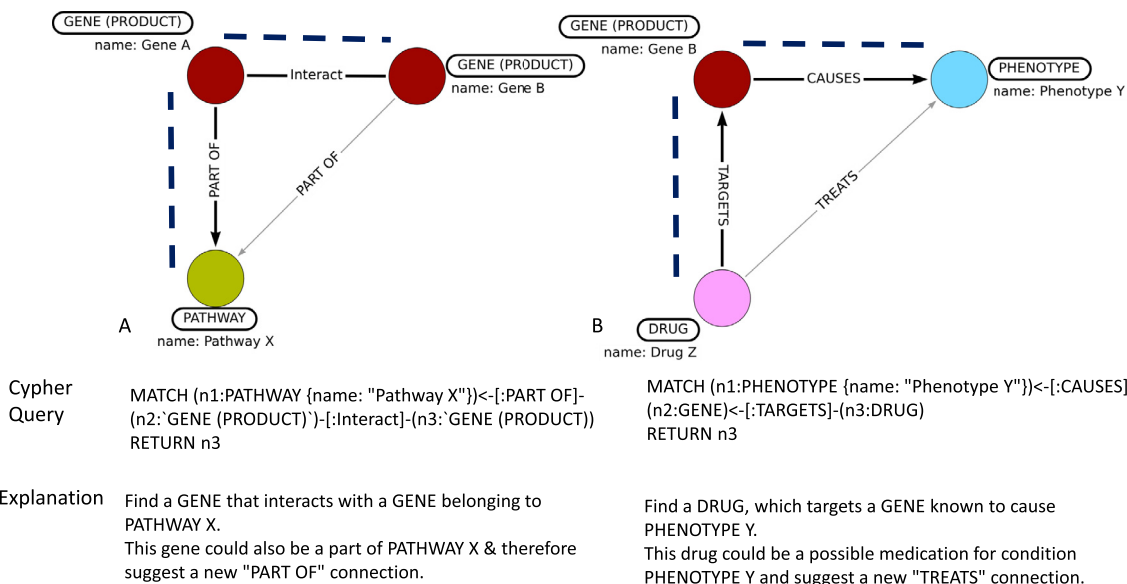 GENE (PRODUCT)
name: Gene A
Interact
GENE (PRODUCT)
name: Gene B
PART OF
PART OF
PATHWAY
name: Pathway X
A
GENE (PRODUCT)
name: Gene B
CAUSES
PHENOTYPE
name: Phenotype Y
TARGETS
TREATS
DRUG
name: Drug Z
B
Cypher
Query
MATCH (n1:PATHWAY {name: "Pathway X"})<-[:PART OF]-
(n2:`GENE (PRODUCT)`)-[:Interact]-(n3:`GENE (PRODUCT))
RETURN n3
MATCH (n1:PHENOTYPE {name: "Phenotype Y"})<-[:CAUSES]
(n2:GENE)<-[:TARGETS]-(n3:DRUG)
RETURN n3
Explanation
Find a GENE that interacts with a GENE belonging to
PATHWAY X.
This gene could also be a part of PATHWAY X & therefore
suggest a new "PART OF" connection.
Find a DRUG, which targets a GENE known to cause
PHENOTYPE Y.
This drug could be a possible medication for condition
PHENOTYPE Y and suggest a new "TREATS" connection.